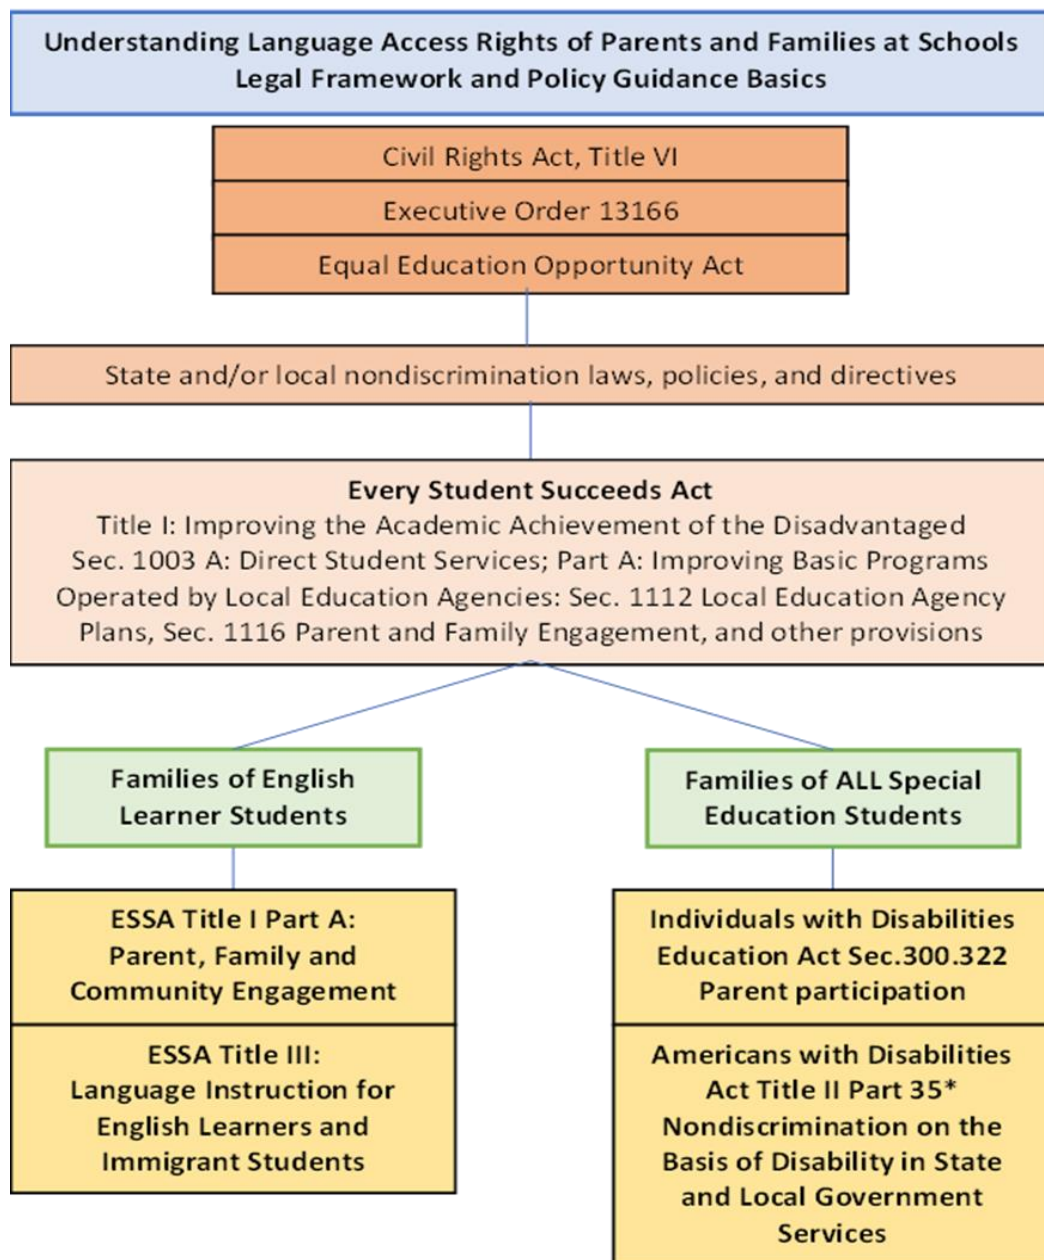 Understanding Language Access Rights of Parents and Families at Schools
Legal Framework and Policy Guidance Basics
Civil Rights Act, Title VI
Executive Order 13166
Equal Education Opportunity Act
State and/or local nondiscrimination laws, policies, and directives
Every Student Succeeds Act
Title I: Improving the Academic Achievement of the Disadvantaged
Sec. 1003 A: Direct Student Services; Part A: Improving Basic Programs
Operated by Local Education Agencies: Sec. 1112 Local Education Agency
Plans, Sec. 1116 Parent and Family Engagement, and other provisions
Families of English
Learner Students
ESSA Title I Part A:
Parent, Family and
Community Engagement
ESSA Title III:
Language Instruction for
English Learners and
Immigrant Students
Families of ALL Special
Education Students
Individuals with Disabilities
Education Act Sec.300.322
Parent participation
Americans with Disabilities
Act Title II Part 35*
Nondiscrimination on the
Basis of Disability in State
and Local Government
Services